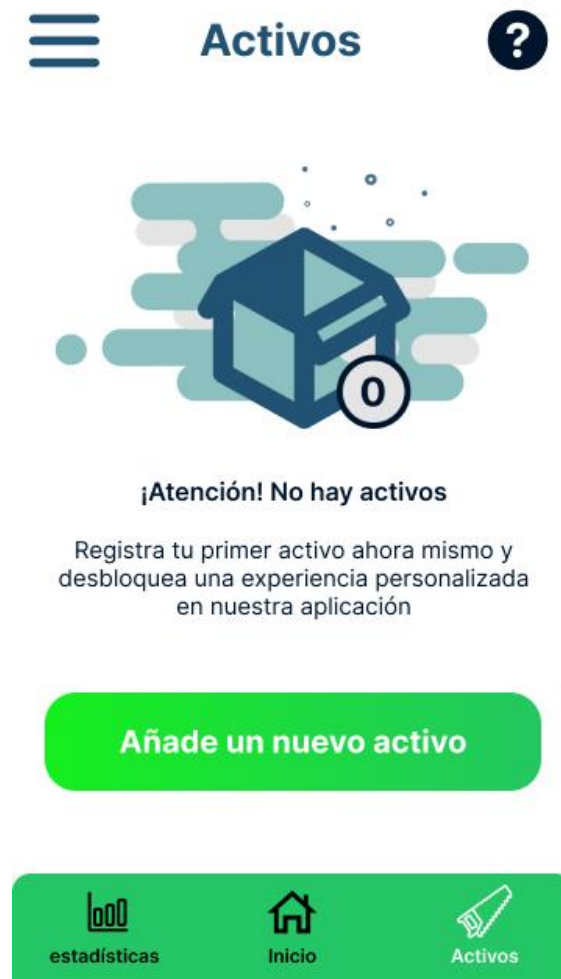 Activos
?
0
¡Atención! No hay activos
Registra tu primer activo ahora mismo y
desbloquea una experiencia personalizada
en nuestra aplicación
Añade un nuevo activo
estadísticas
Inicio
Activos